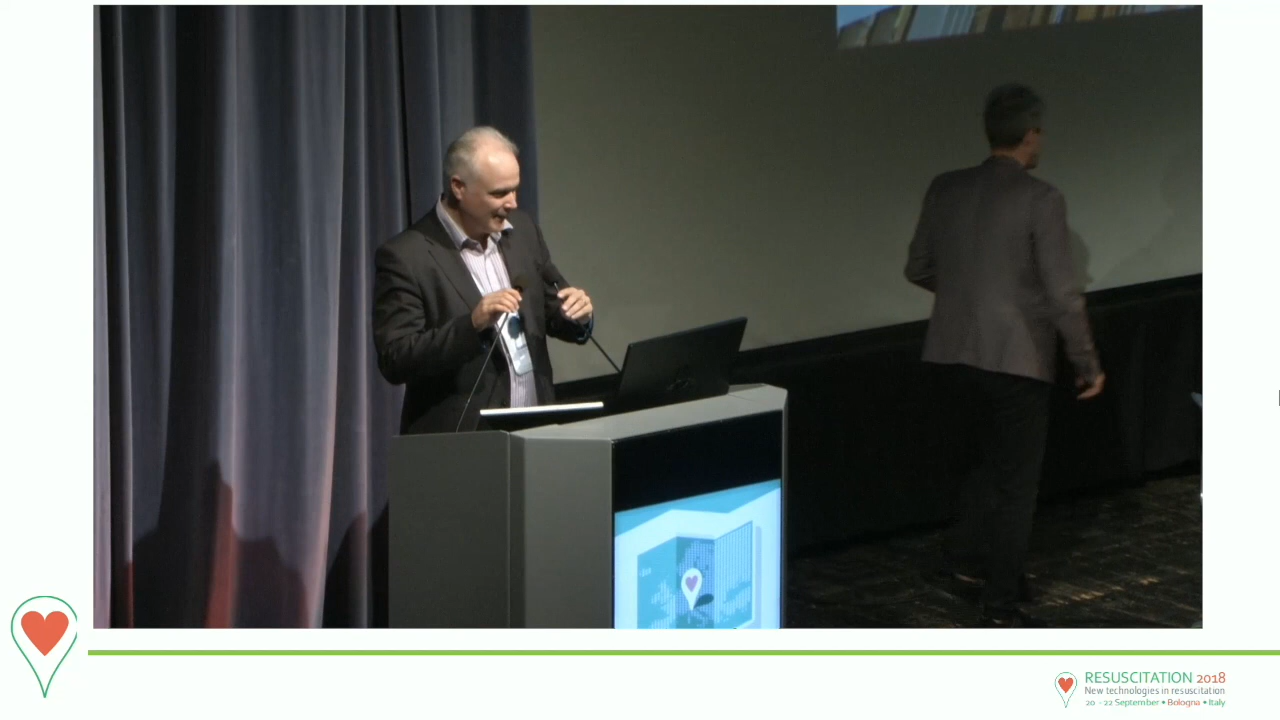 RESUSCITATION 2018
New technologies in resuscitation
20 - 22 September • Bologna • Italy